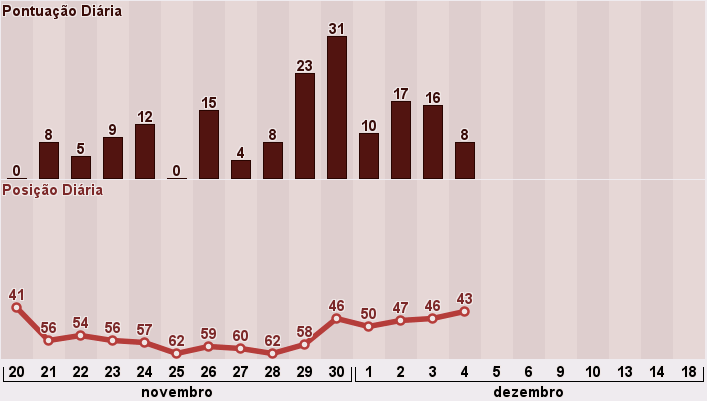 Pontuação Diária
0 8 5 9 12 0 15 4 8 23 31 10 17 16 8
Posição Diária
41 56 54 56 57 62 59 60 62 58 46 50 47 46 43
20 21 22 23 24 25 26 27 28 29 30 1 2 3 4 5 6 9 10 13 14 18
novembro dezembro